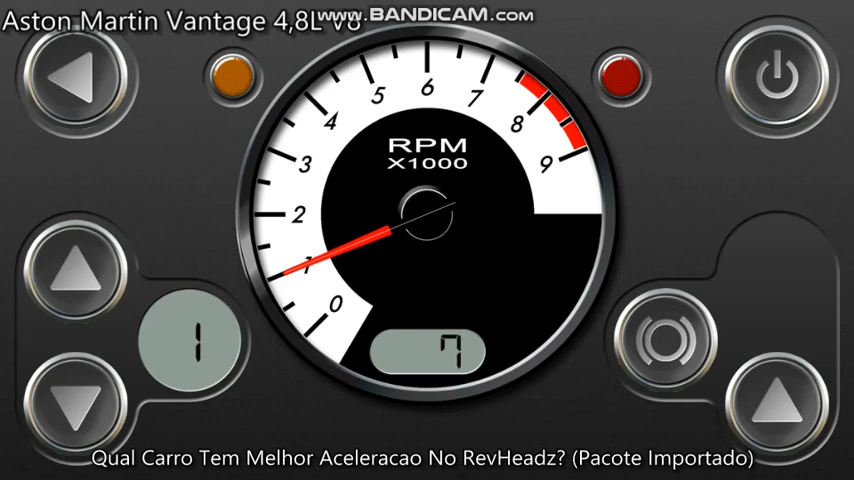 Aston Martin Vantage 4,8L V8
www.BANDICAM.com
0
1
2
3
4
5
6
7
8
9
RPM
X1000
1
7
Qual Carro Tem Melhor Aceleracao No RevHeadz? (Pacote Importado)